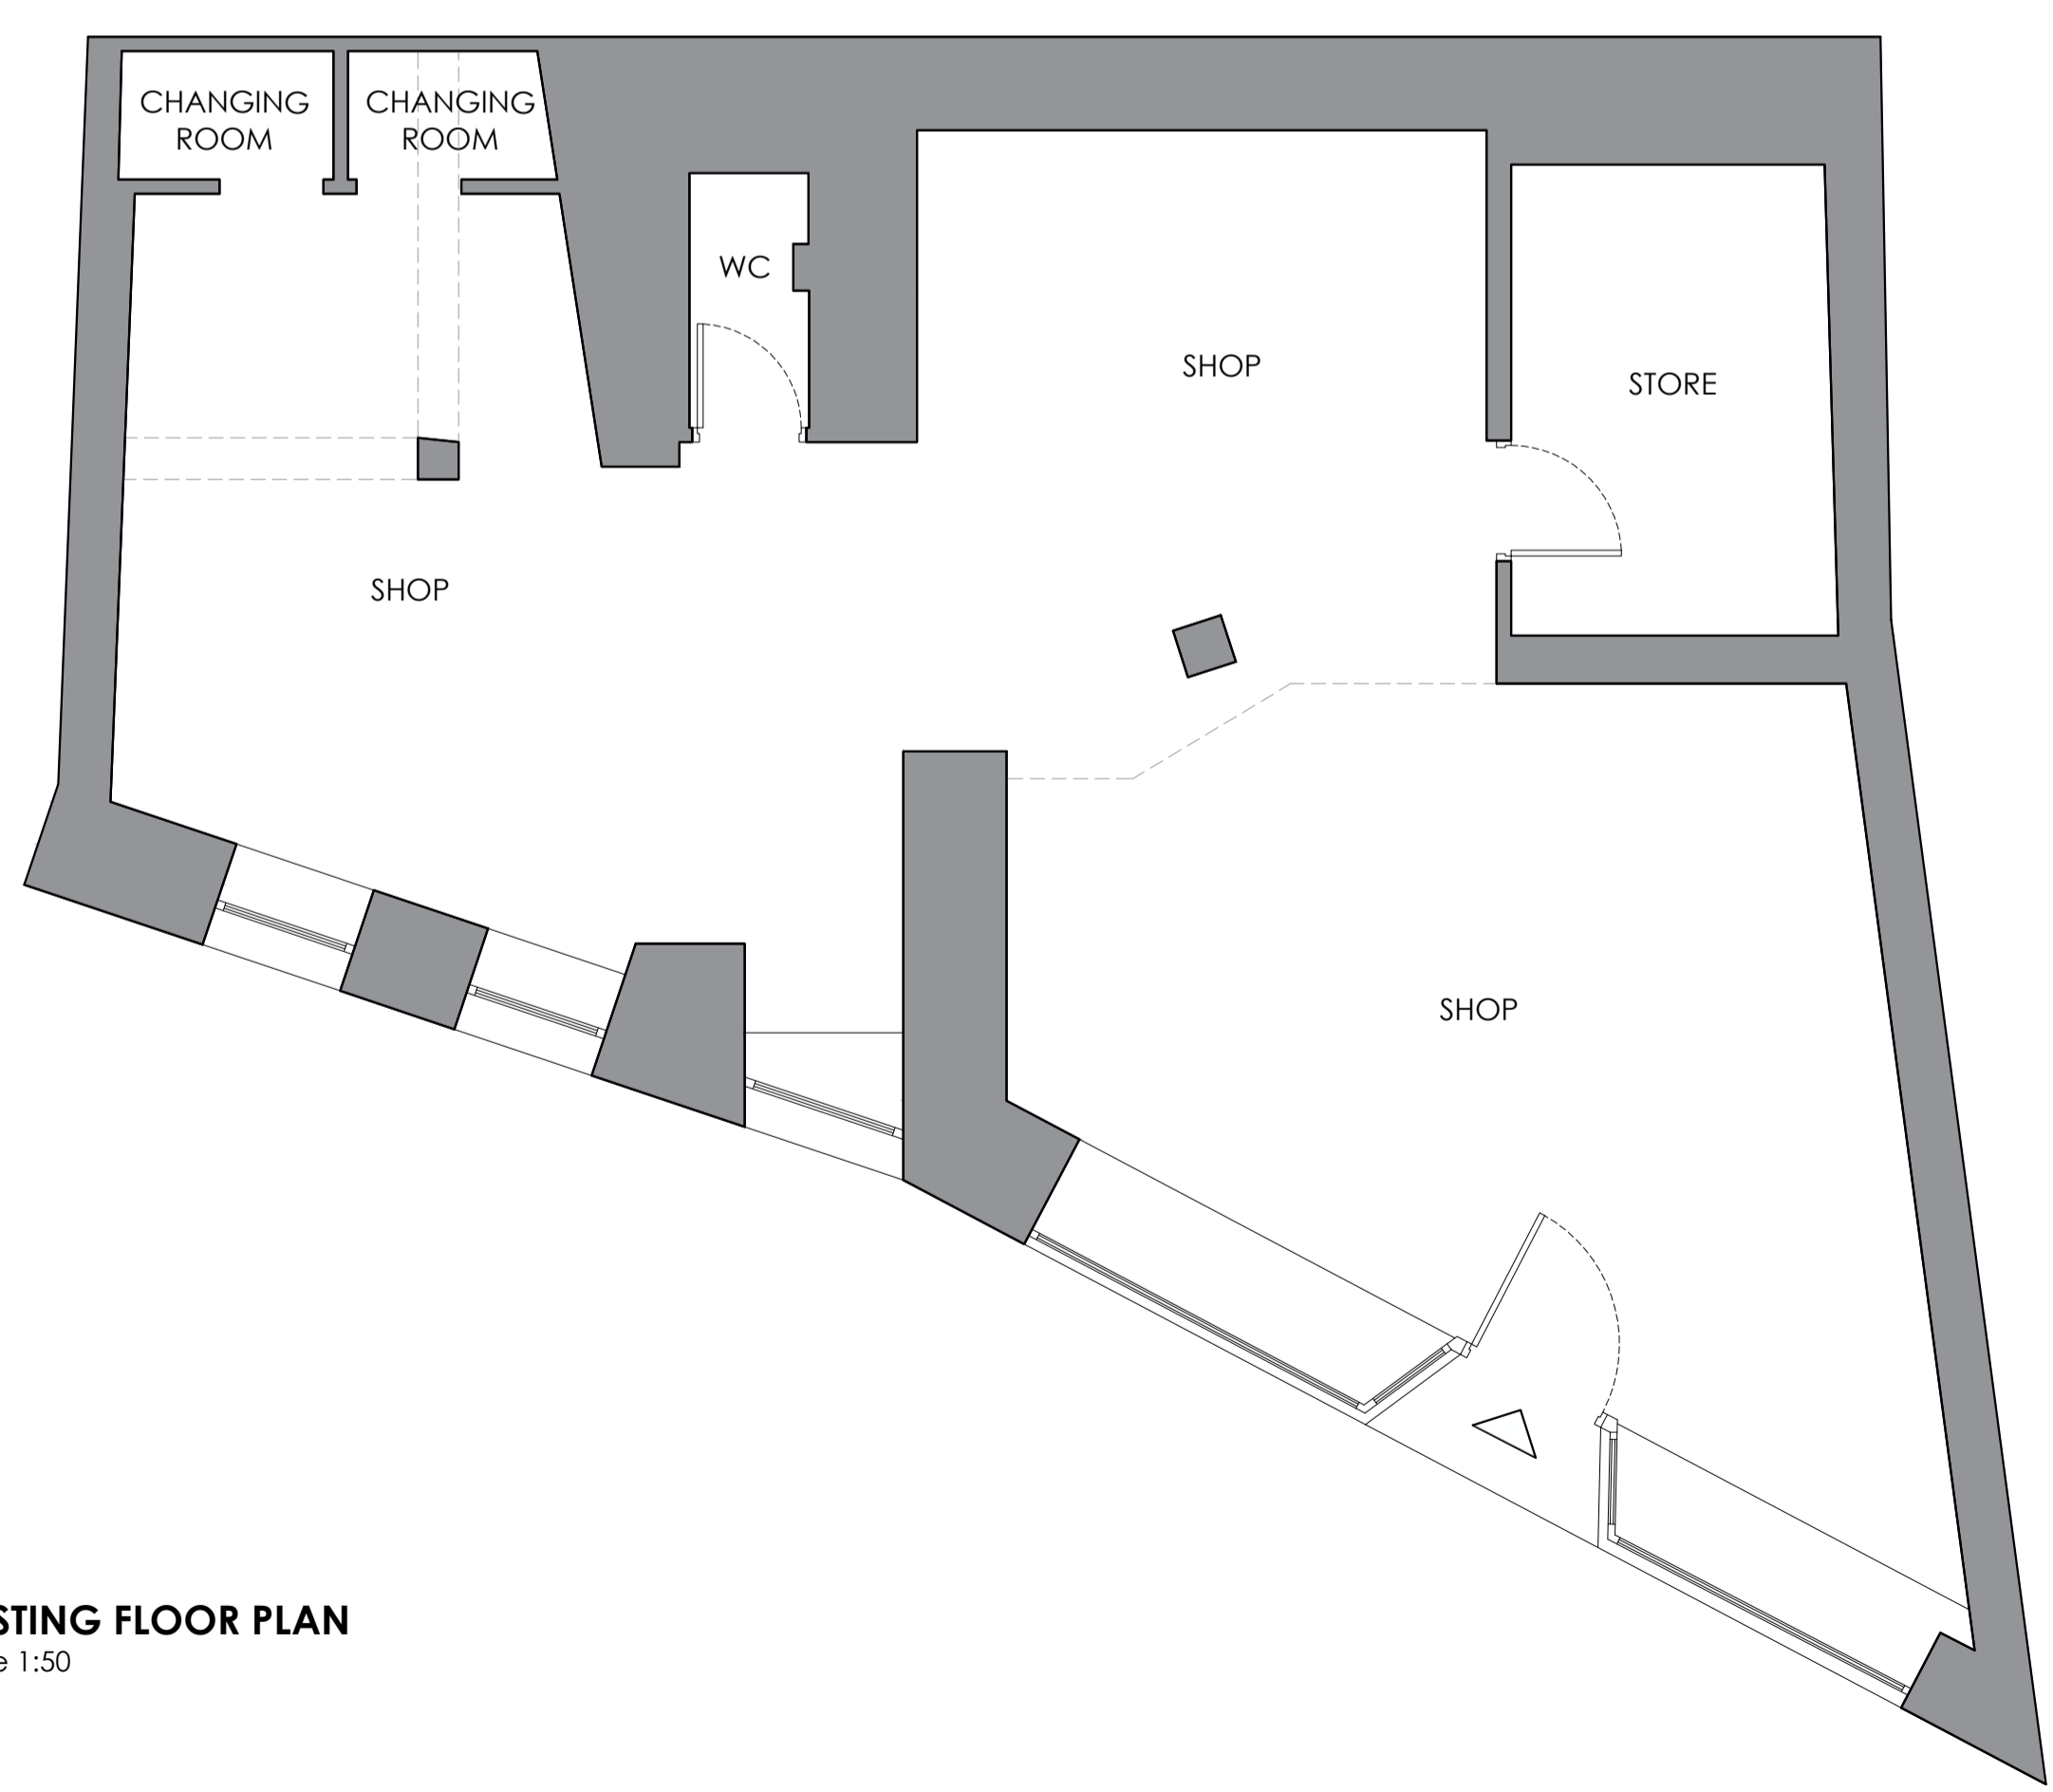 CHANGING
ROOM
CHANGING
ROOM
WC
SHOP
STORE
SHOP
SHOP
STING FLOOR PLAN
e 1:50